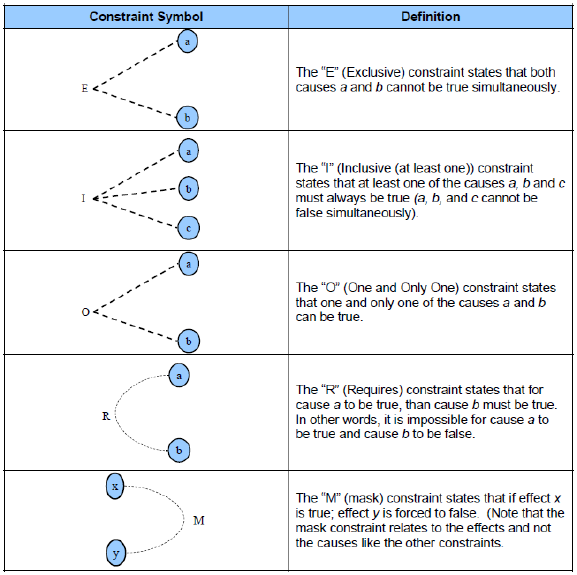 Constraint Symbol
Definition
a
E
b
The "E" (Exclusive) constraint states that both
causes a and b cannot be true simultaneously.
a
b
I
c
The "I" (Inclusive (at least one)) constraint
states that at least one of the causes a, b and c
must always be true (a, b, and c cannot be
false simultaneously).
a
O
b
The "O" (One and Only One) constraint states
that one and only one of the causes a and b
can be true.
a
R
b
The "R" (Requires) constraint states that for
cause a to be true, than cause b must be true.
In other words, it is impossible for cause a to
be true and cause b to be false.
x
M
y
The "M" (mask) constraint states that if effect x
is true; effect y is forced to false. (Note that the
mask constraint relates to the effects and not
the causes like the other constraints.